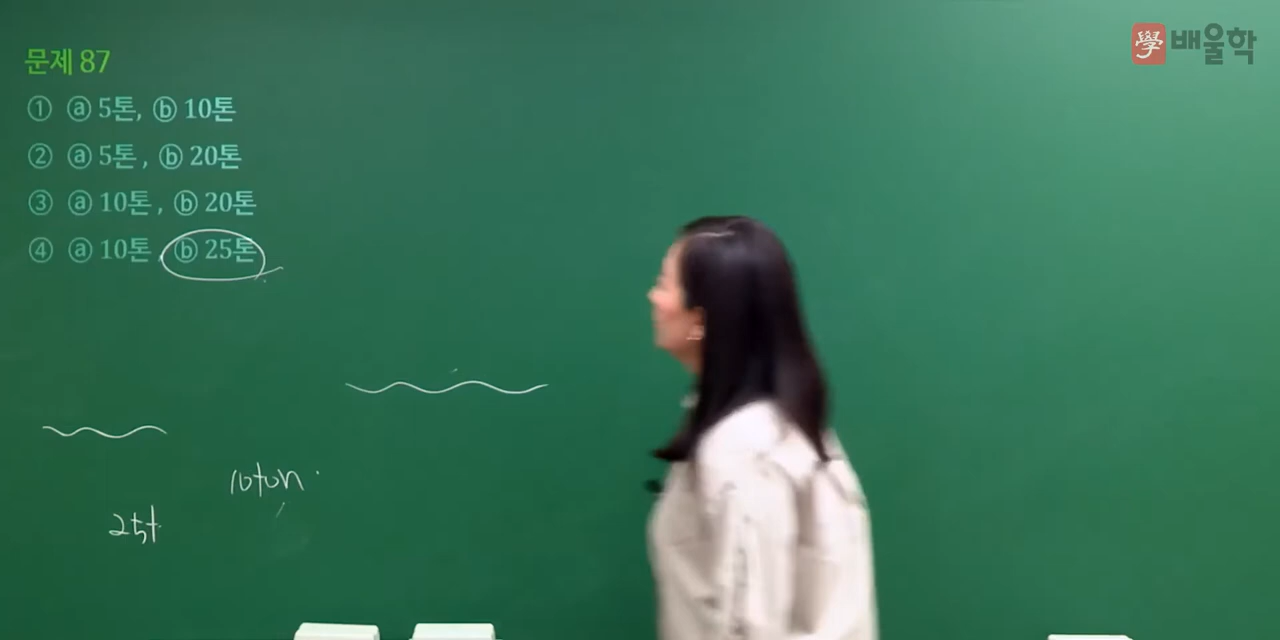 學 배울학
문제 87
① ⓐ 5톤, ⓑ 10톤
② ⓐ 5톤, ⓑ 20톤
③ ⓐ 10톤, ⓑ 20톤
④ ⓐ 10톤, ⓑ 25톤
10ton
25t